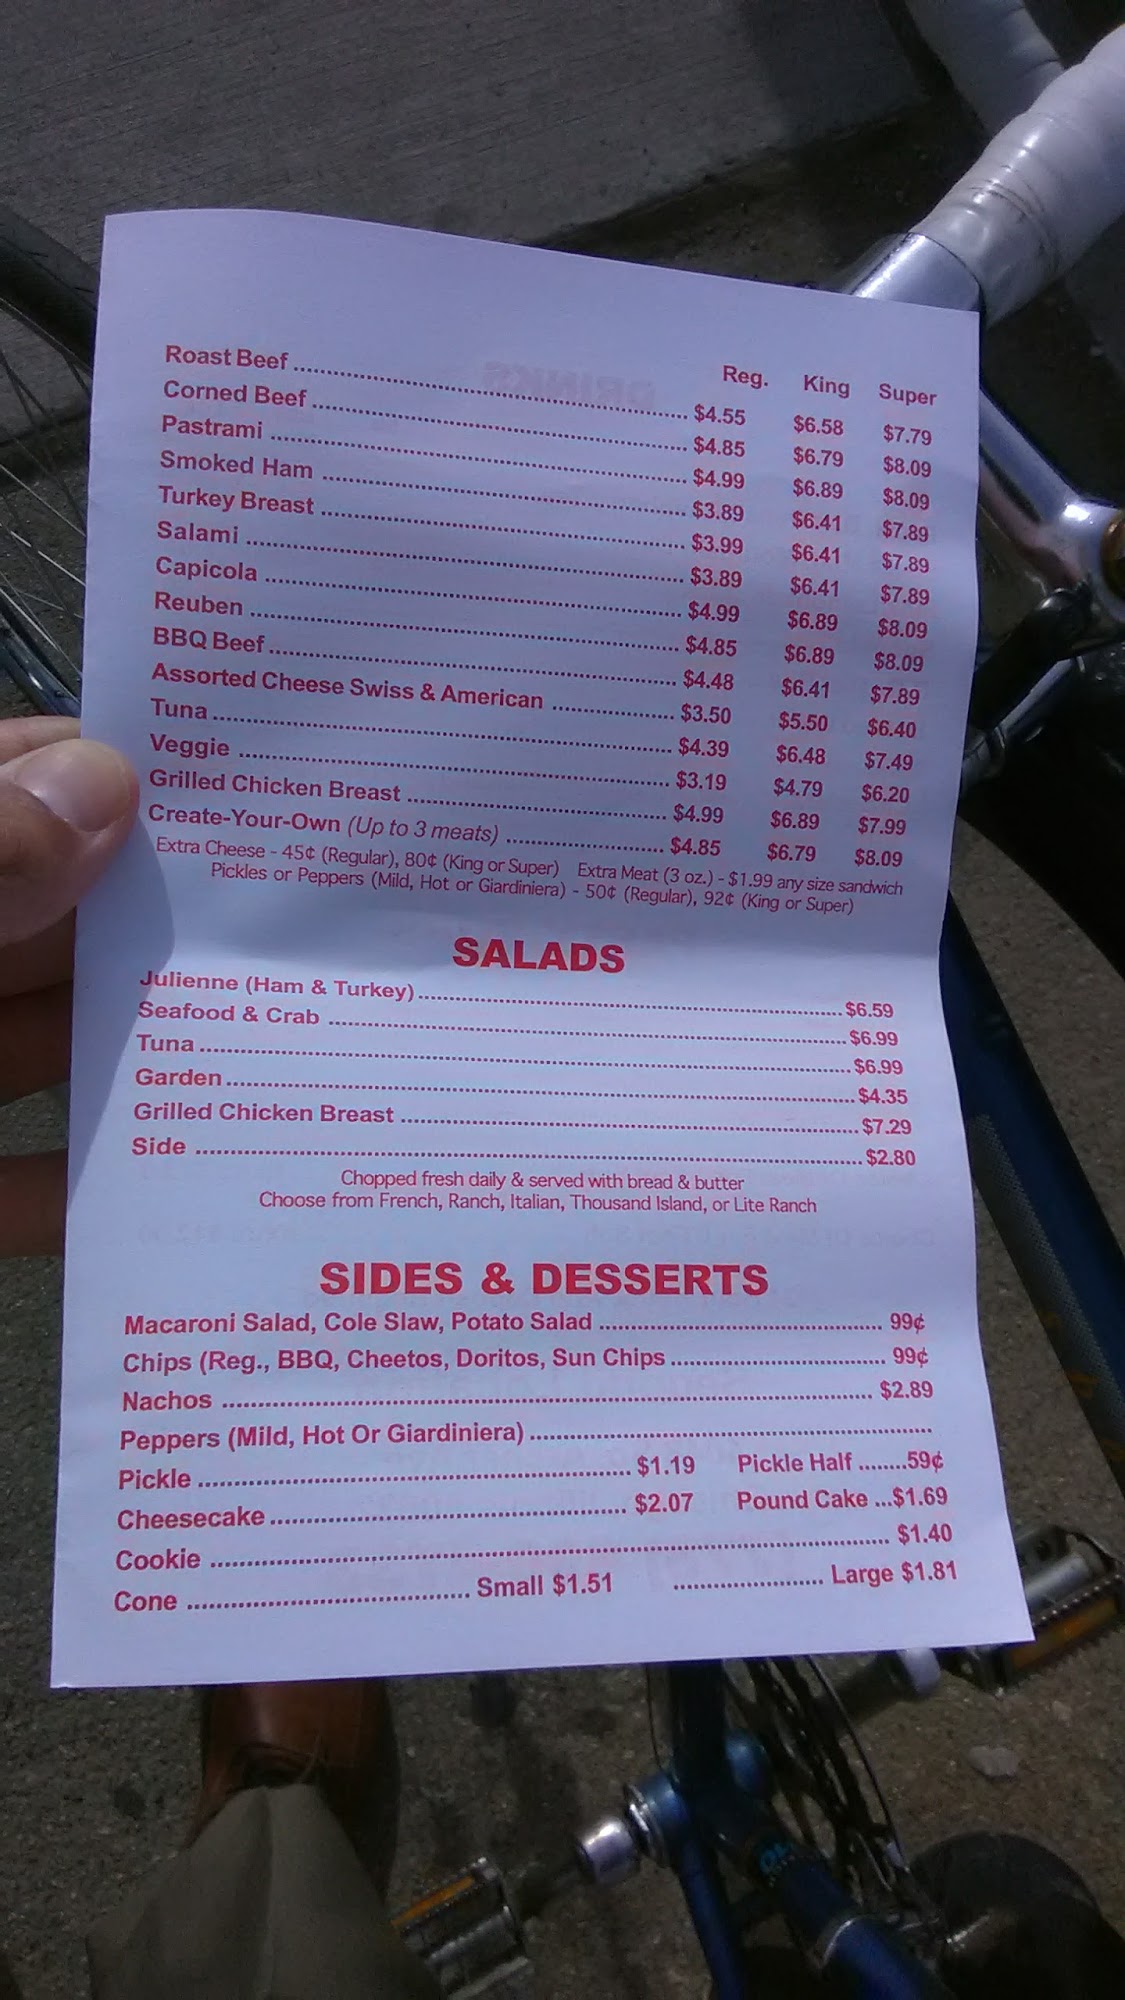 Reg. King Super
Roast Beef ........ $4.55 $6.58 $7.79
Corned Beef ........ $4.85 $6.79 $8.09
Pastrami ........ $4.99 $6.89 $8.09
Smoked Ham ........ $3.89 $6.41 $7.89
Turkey Breast ........ $3.99 $6.41 $7.89
Salami ........ $3.89 $6.41 $7.89
Capicola ........ $4.99 $6.89 $8.09
Reuben ........ $4.85 $6.89 $8.09
BBQ Beef ........ $4.48 $6.41 $7.89
Assorted Cheese Swiss & American ........ $3.50 $5.50 $6.40
Tuna ........ $4.39 $6.48 $7.49
Veggie ........ $3.19 $4.79 $6.20
Grilled Chicken Breast ........ $4.99 $6.89 $7.99
Create-Your-Own (Up to 3 meats) ........ $4.85 $6.79 $8.09
Extra Cheese - 45¢ (Regular), 80¢ (King or Super) Extra Meat (3 oz.) - $1.99 any size sandwich
Pickles or Peppers (Mild, Hot or Giardiniera) - 50¢ (Regular), 92¢ (King or Super)
SALADS
Julienne (Ham & Turkey) ........ $6.59
Seafood & Crab ........ $6.99
Tuna ........ $6.99
Garden ........ $4.35
Grilled Chicken Breast ........ $7.29
Side ........ $2.80
Chopped fresh daily & served with bread & butter
Choose from French, Ranch, Italian, Thousand Island, or Lite Ranch
SIDES & DESSERTS
Macaroni Salad, Cole Slaw, Potato Salad ........ 99¢
Chips (Reg., BBQ, Cheetos, Doritos, Sun Chips ........ 99¢
Nachos ........ $2.89
Peppers (Mild, Hot Or Giardiniera) ........
Pickle ........ $1.19 Pickle Half ........59¢
Cheesecake ........ $2.07 Pound Cake ...$1.69
Cookie ........ $1.40
Cone ........ Small $1.51 ........ Large $1.81